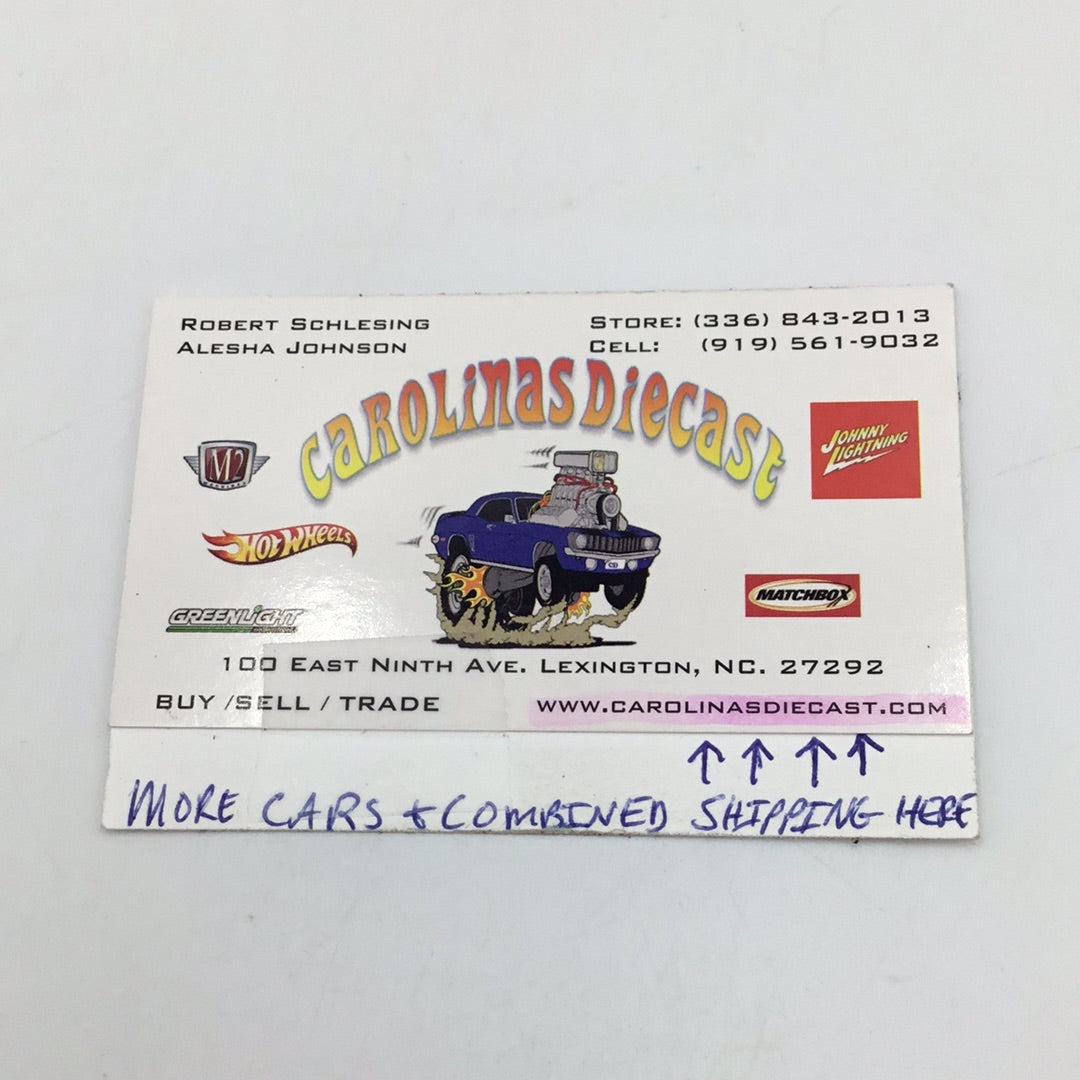 ROBERT SCHLESING
ALESHA JOHNSON
STORE: (336) 843-2013
CELL: (919) 561-9032
CAROLINAS DIECAST
M2
JOHNNY LIGHTNING
HOT WHEELS
MATCHBOX
GREENLIGHT
100 EAST NINTH AVE. LEXINGTON, NC. 27292
BUY /SELL / TRADE
WWW.CAROLINASDIECAST.COM
↑ ↑ ↑ ↑
MORE CARS + COMBINED SHIPPING HERE